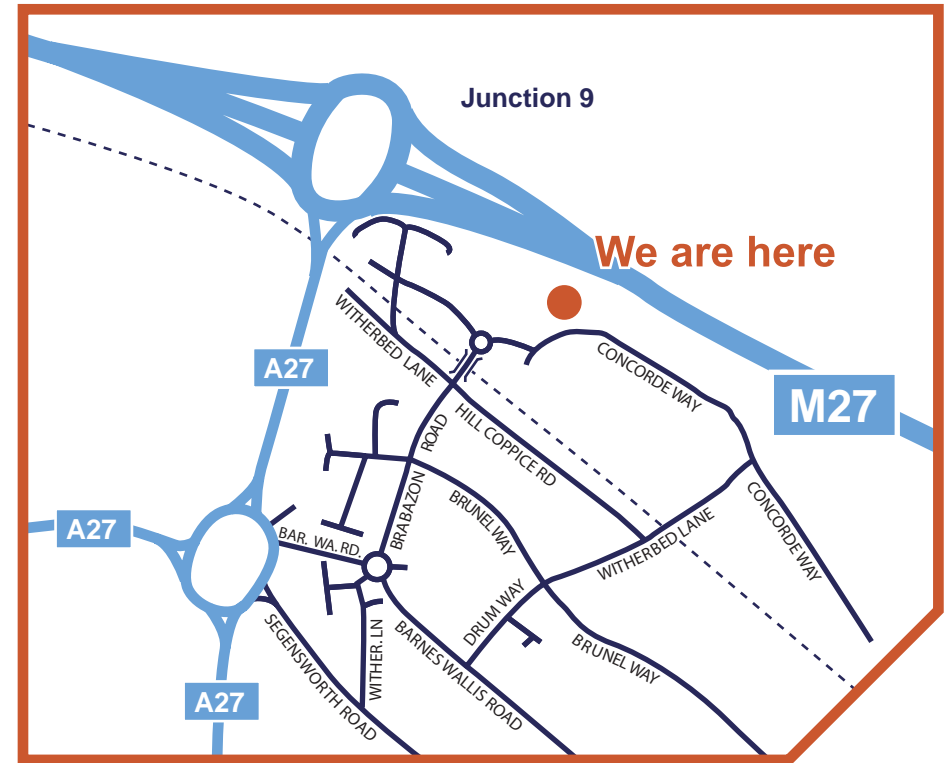 Junction 9
We are here
WITHERBED LANE
CONCORDE WAY
A27
M27
HILL COPPICE RD
BRABAZON ROAD
BRUNEL WAY
CONCORDE WAY
A27
BAR. WA. RD.
WITHERBED LANE
DRUM WAY
SEGENSWORTH ROAD
WITHER. LN
BARNES WALLIS ROAD
BRUNEL WAY
A27